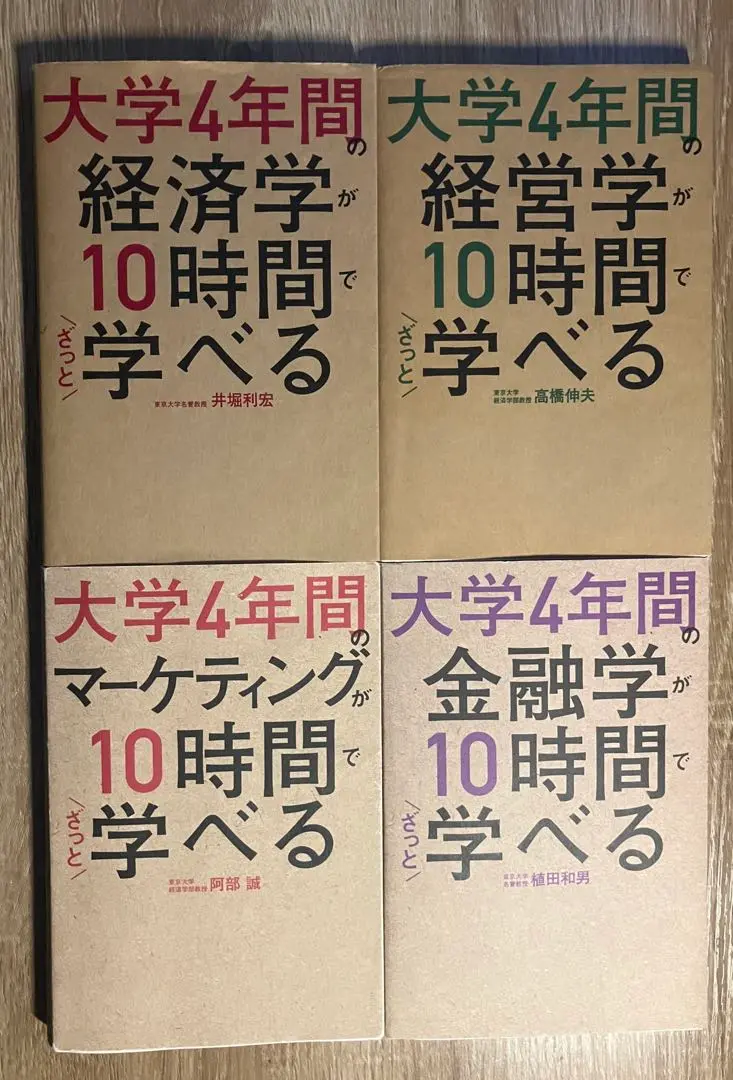 大学4年間の
経済学が
10時間で
ざっと
学べる
東京大学名誉教授 井堀利宏
大学4年間の
経営学が
10時間で
ざっと
学べる
東京大学
経済学部教授 高橋伸夫
大学4年間の
マーケティングが
10時間で
ざっと
学べる
東京大学
経済学部教授 阿部 誠
大学4年間の
金融学が
10時間で
ざっと
学べる
東京大学
名誉教授 植田和男